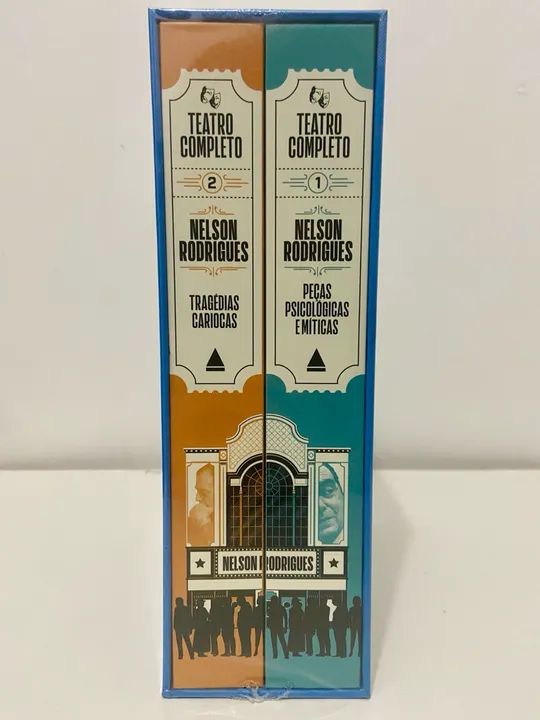 TEATRO
COMPLETO
2
NELSON
RODRIGUES
TRAGÉDIAS
CARIOCAS
TEATRO
COMPLETO
1
NELSON
RODRIGUES
PEÇAS
PSICOLÓGICAS
E MÍTICAS
NELSON RODRIGUES